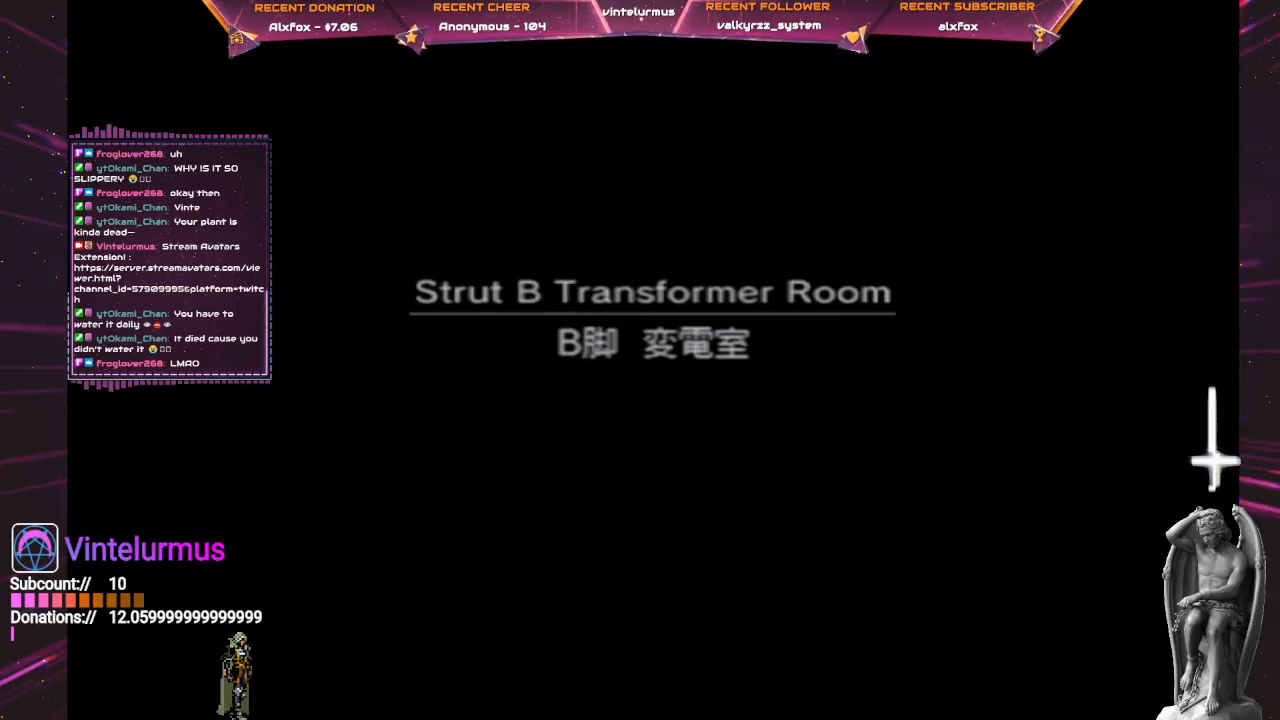 RECENT DONATION
AlxFox - $7.06
RECENT CHEER
Anonymous - 104
vintelurmus
RECENT FOLLOWER
valkyrzz_system
RECENT SUBSCRIBER
alxfox
froglover268: uh
ytOkami_Chan: WHY IS IT SO
SLIPPERY 😭
froglover268: okay then
ytOkami_Chan: Vinte
ytOkami_Chan: Your plant is
kinda dead—
Vintelurmus: Stream Avatars
Extension! :
https://server.streamavatars.com/vie
wer.html?
channel_id=57909995&platform=twitc
h
ytOkami_Chan: You have to
water it daily 👁👄👁
ytOkami_Chan: It died cause you
didn't water it 😭
froglover268: LMAO
Strut B Transformer Room
B脚 変電室
Vintelurmus
Subcount:// 10
Donations:// 12.059999999999999